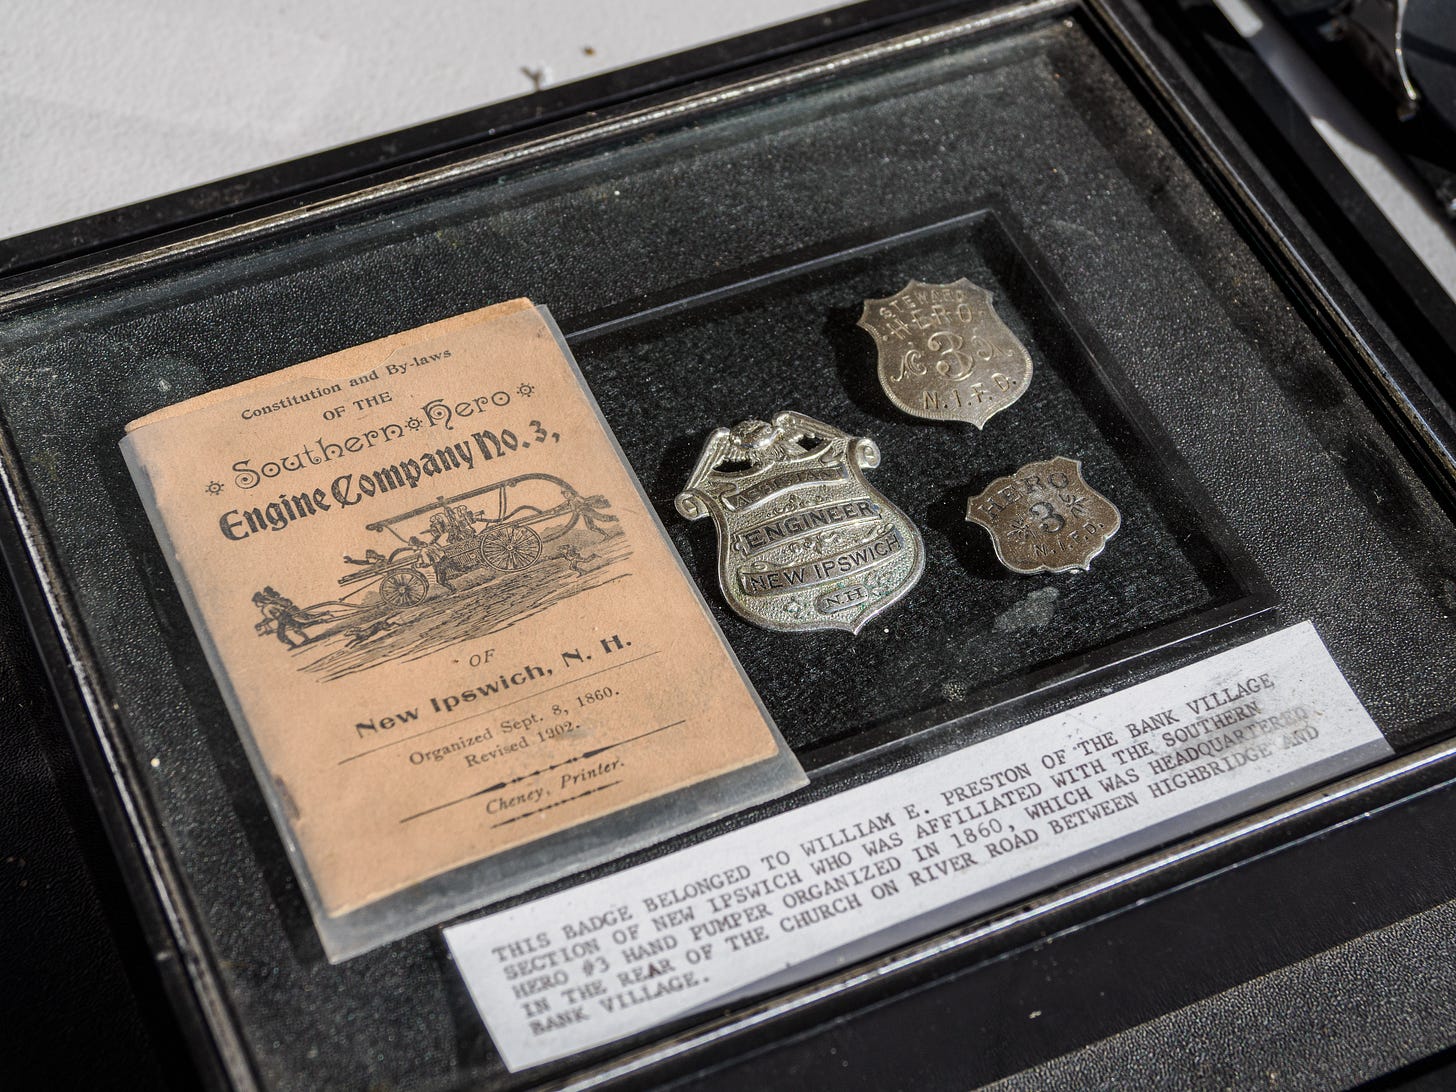 Constitution and By-laws
OF THE
Southern Hero
Engine Company No. 3,
OF
New Ipswich, N. H.
Organized Sept. 8, 1860.
Revised 1902.
Cheney, Printer.
STEWARD
HERO
3
N.I.F.D.
ENGINEER
NEW IPSWICH
N.H.
HERO
3
N.I.F.D.
THIS BADGE BELONGED TO WILLIAM E. PRESTON OF THE BANK VILLAGE
SECTION OF NEW IPSWICH WHO WAS AFFILIATED WITH THE SOUTHERN
HERO #3 HAND PUMPER ORGANIZED IN 1860, WHICH WAS HEADQUARTERED
IN THE REAR OF THE CHURCH ON RIVER ROAD BETWEEN HIGHBRIDGE AND
BANK VILLAGE.